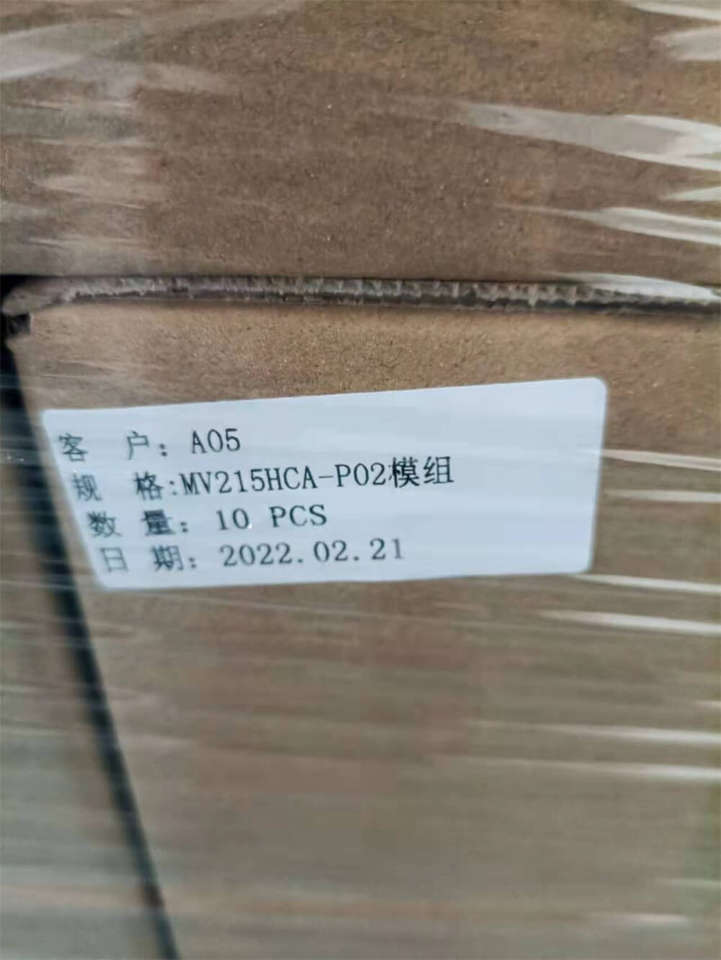 客 户: A05
规 格:MV215HCA-P02模组
数 量: 10 PCS
日 期: 2022.02.21